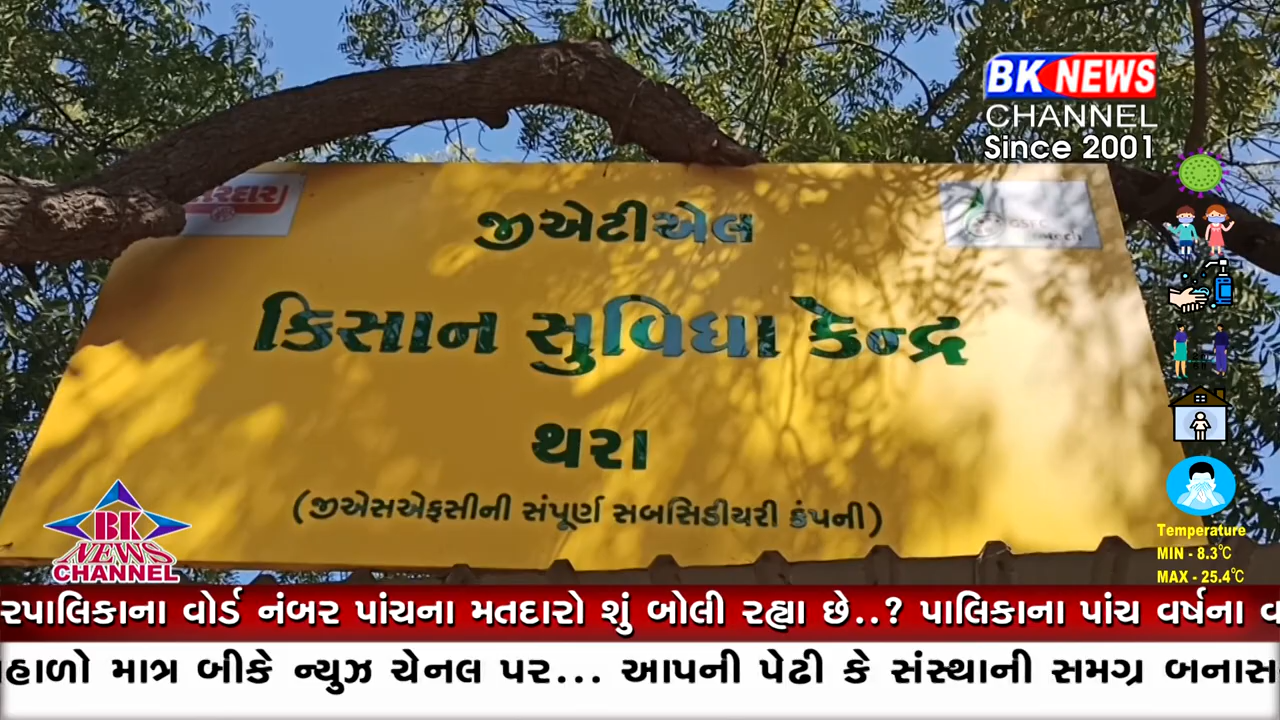 BK NEWS
CHANNEL
Since 2001
GSFC
જીએટીએલ
કિસાન સુવિધા કેન્દ્ર
થરા
(જીએસએફસીની સંપૂર્ણ સબસિડીયરી કંપની)
BK
NEWS
CHANNEL
Temperature
MIN - 8.3℃
MAX - 25.4℃
રપાલિકાના વોર્ડ નંબર પાંચના મતદારો શું બોલી રહ્યા છે..? પાલિકાના પાંચ વર્ષના
હાળો માત્ર બીકે ન્યુઝ ચેનલ પર... આપની પેઢી કે સંસ્થાની સમગ્ર બનાસ